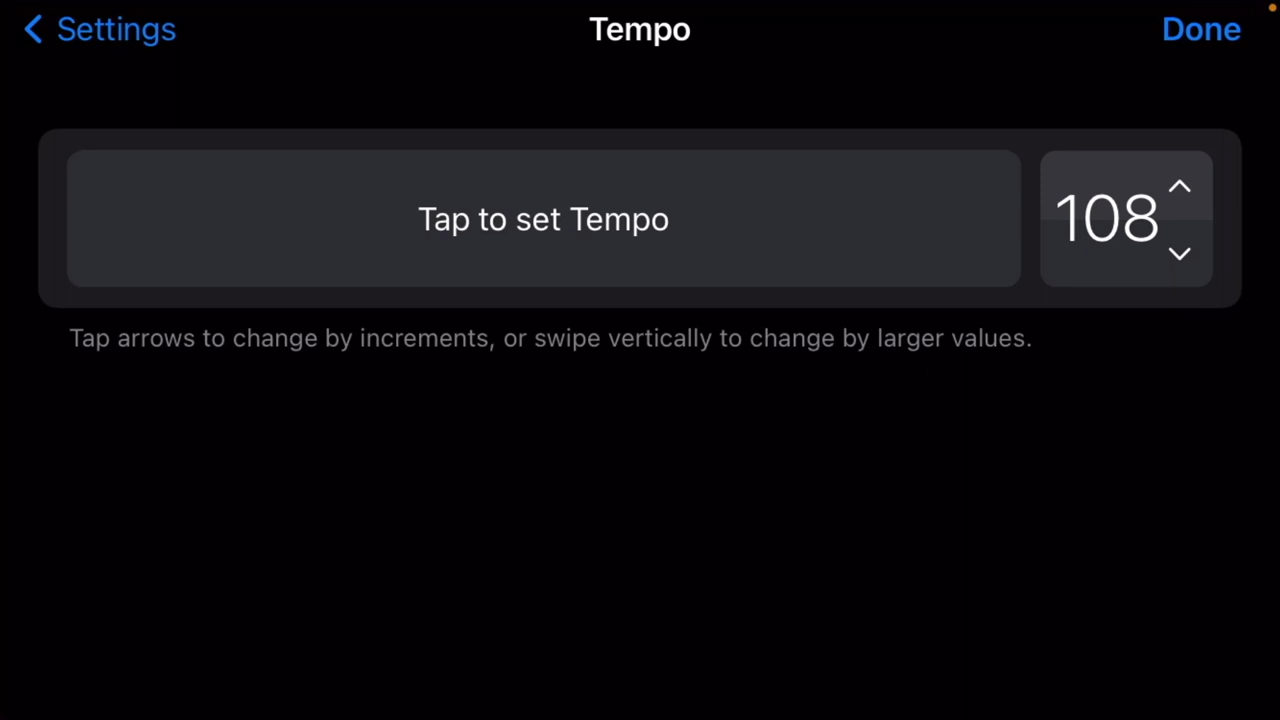 Settings
Tempo
Done
Tap to set Tempo
108
Tap arrows to change by increments, or swipe vertically to change by larger values.